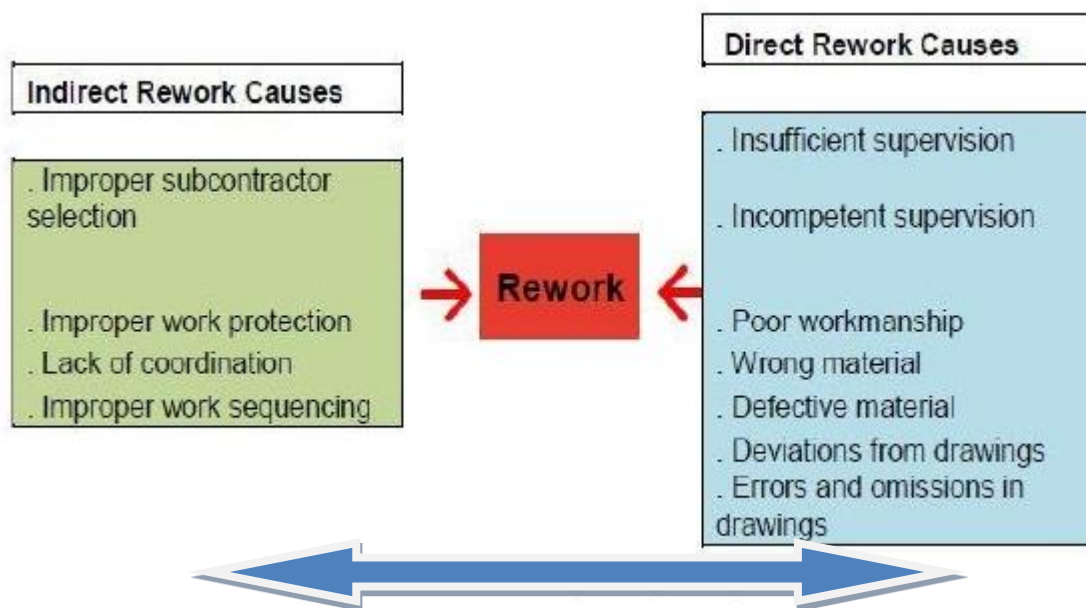 Indirect Rework Causes
. Improper subcontractor
selection
. Improper work protection
. Lack of coordination
. Improper work sequencing
Rework
Direct Rework Causes
. Insufficient supervision
. Incompetent supervision
. Poor workmanship
. Wrong material
. Defective material
. Deviations from drawings
. Errors and omissions in
drawings